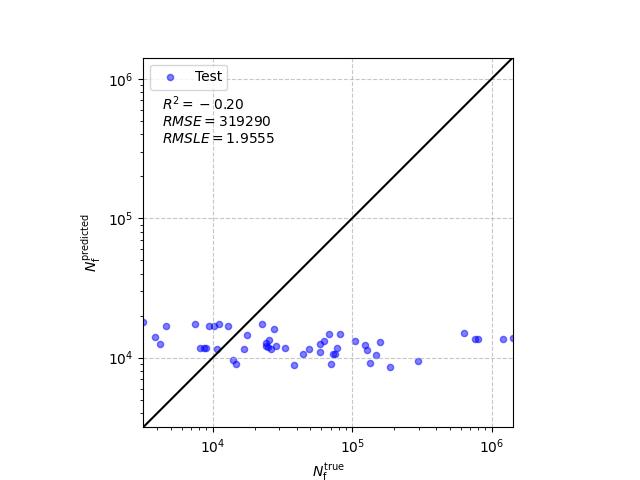 Test
R² = −0.20
RMSE = 319290
RMSLE = 1.9555
10⁶
10⁵
10⁴
N_f^predicted
10⁴
10⁵
10⁶
N_f^true